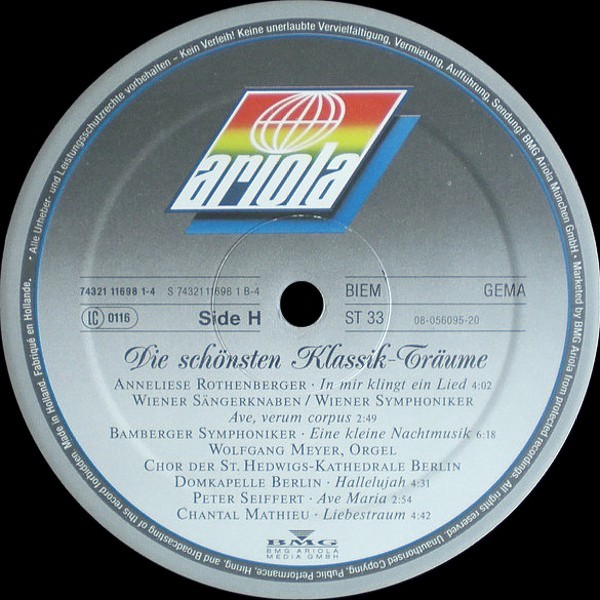 • Alle Urheber- und Leistungsschutzrechte vorbehalten – Kein Verleih! Keine unerlaubte Vervielfältigung, Vermietung, Aufführung, Sendung! BMG Ariola München GmbH • Marketed by BMG Ariola from protected recordings. All rights reserved. Unauthorised Copying, Public Performance, Hiring, and Broadcasting of this record forbidden. Made in Holland. Fabriqué en Hollande.
ariola
74321 11698 1-4 S 74321 11698 1 B-4 BIEM GEMA
LC 0116 Side H ST 33 08-056095-20
Die schönsten Klassik-Träume
ANNELIESE ROTHENBERGER · In mir klingt ein Lied 4:02
WIENER SÄNGERKNABEN / WIENER SYMPHONIKER
Ave, verum corpus 2:49
BAMBERGER SYMPHONIKER · Eine kleine Nachtmusik 6:18
WOLFGANG MEYER, ORGEL
CHOR DER ST. HEDWIGS-KATHEDRALE BERLIN
DOMKAPELLE BERLIN · Hallelujah 4:31
PETER SEIFFERT · Ave Maria 2:54
CHANTAL MATHIEU · Liebestraum 4:42
BMG
BMG ARIOLA
MEDIA GMBH